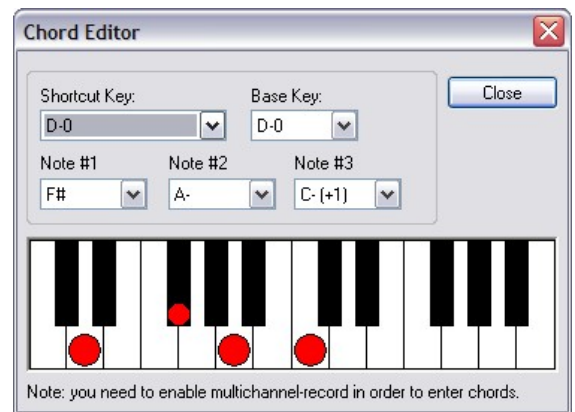 Chord Editor
Shortcut Key: Base Key: Close
D-0 D-0
Note #1 Note #2 Note #3
F# A- C- (+1)
Note: you need to enable multichannel-record in order to enter chords.